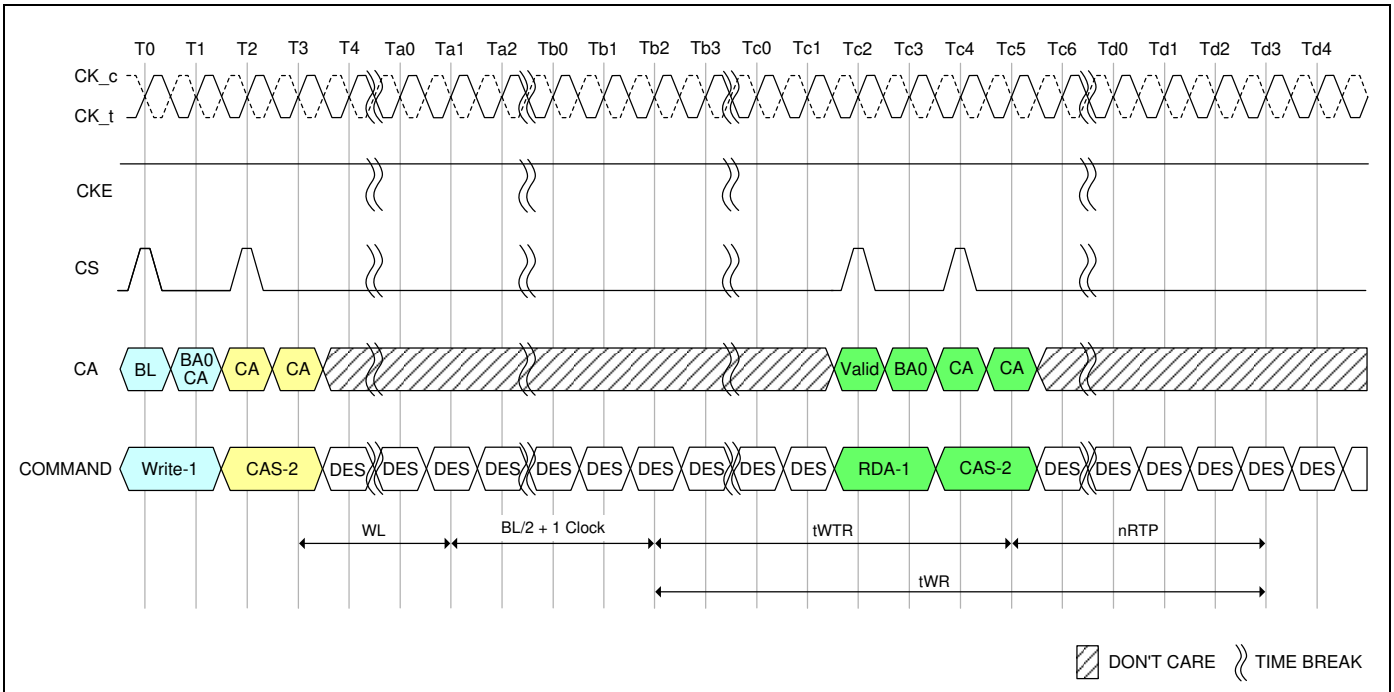 T0 T1 T2 T3 T4 Ta0 Ta1 Ta2 Tb0 Tb1 Tb2 Tb3 Tc0 Tc1 Tc2 Tc3 Tc4 Tc5 Tc6 Td0 Td1 Td2 Td3 Td4
CK_c
CK_t
CKE
CS
CA BL BA0 CA CA CA Valid BA0 CA CA
COMMAND Write-1 CAS-2 DES DES DES DES DES DES DES DES DES DES RDA-1 CAS-2 DES DES DES DES DES DES
WL BL/2 + 1 Clock tWTR nRTP
tWR
DON'T CARE TIME BREAK